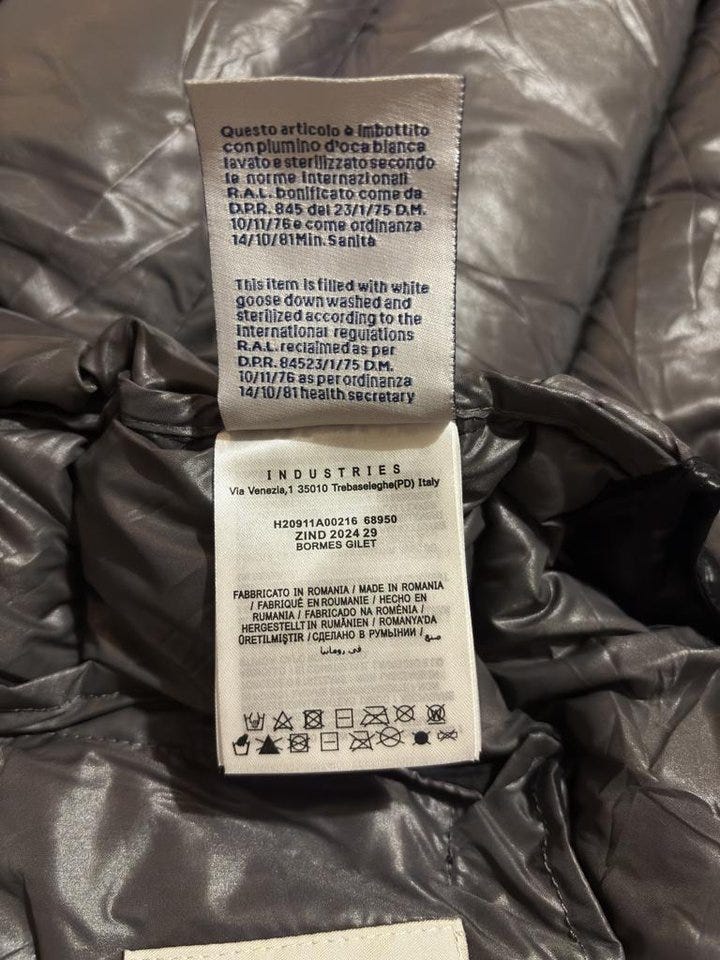 Questo articolo è imbottito
con piumino d'oca bianca
lavato e sterilizzato secondo
le norme internazionali
R.A.L. bonificato come da
D.P.R. 845 del 23/1/75 D.M.
10/11/76 e come ordinanza
14/10/81 Min. Sanità
This item is filled with white
goose down washed and
sterilized according to the
international regulations
R.A.L. reclaimed as per
D.P.R. 84523/1/75 D.M.
10/11/76 as per ordinanza
14/10/81 health secretary
INDUSTRIES
Via Venezia,1 35010 Trebaseleghe(PD) Italy
H20911A00216 68950
ZIND 2024 29
BORMES GILET
FABBRICATO IN ROMANIA / MADE IN ROMANIA
/ FABRIQUÉ EN ROUMANIE / HECHO EN
RUMANIA / FABRICADO NA ROMÉNIA /
HERGESTELLT IN RUMÄNIEN / ROMANYA'DA
ÜRETILMIŞTIR / СДЕЛАНО В РУМЫНИИ / صنع
في رومانيا